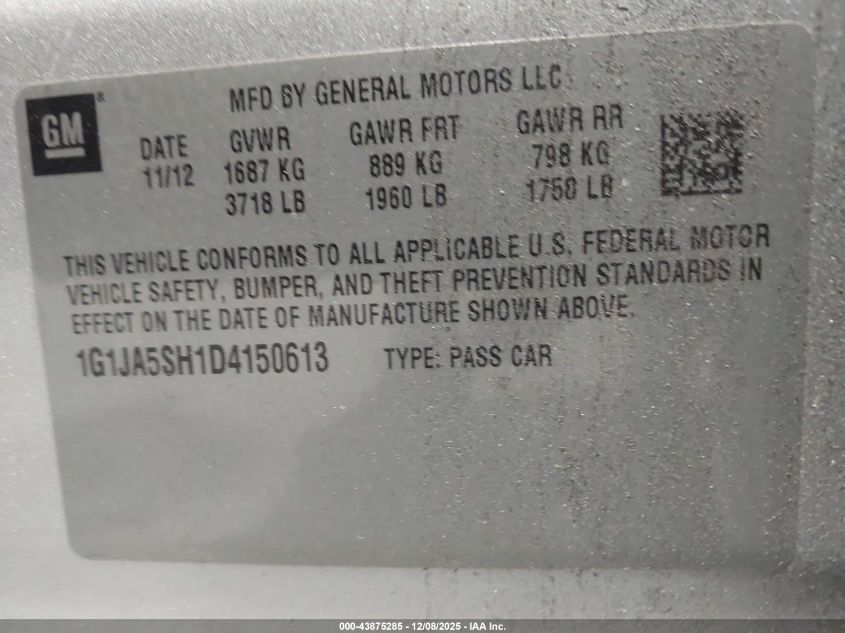 MFD BY GENERAL MOTORS LLC
GM ®
DATE GVWR GAWR FRT GAWR RR
11/12 1687 KG 889 KG 798 KG
3718 LB 1960 LB 1758 LB
THIS VEHICLE CONFORMS TO ALL APPLICABLE U.S. FEDERAL MOTOR
VEHICLE SAFETY, BUMPER, AND THEFT PREVENTION STANDARDS IN
EFFECT ON THE DATE OF MANUFACTURE SHOWN ABOVE.
1G1JA5SH1D4150613 TYPE: PASS CAR
000-43875285 - 12/08/2025 - IAA Inc.